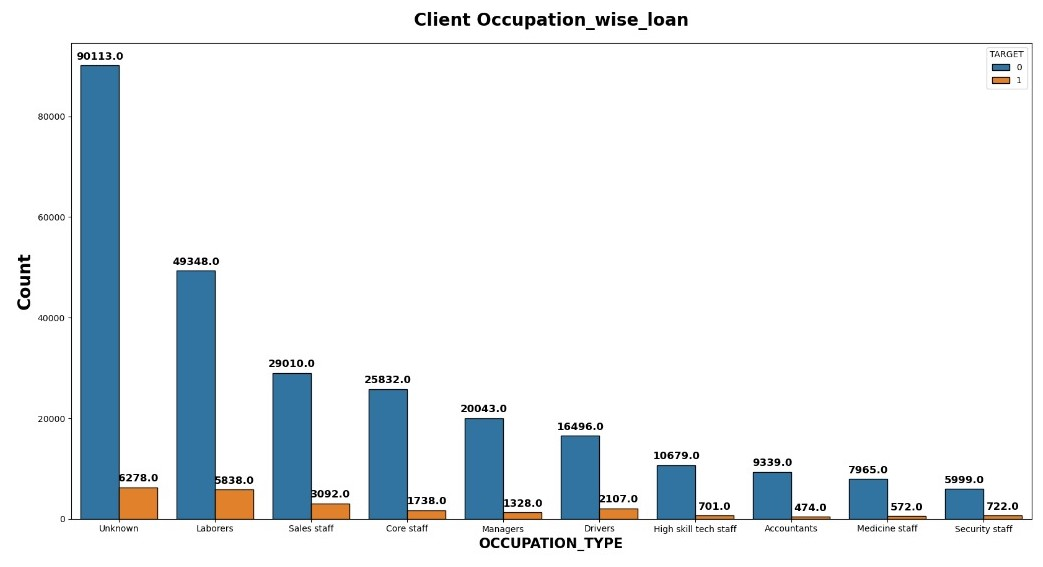 Client Occupation_wise_loan
TARGET
0
1
Count
80000
60000
40000
20000
0
90113.0
6278.0
49348.0
5838.0
29010.0
3092.0
25832.0
1738.0
20043.0
1328.0
16496.0
2107.0
10679.0
701.0
9339.0
474.0
7965.0
572.0
5999.0
722.0
Unknown
Laborers
Sales staff
Core staff
Managers
Drivers
High skill tech staff
Accountants
Medicine staff
Security staff
OCCUPATION_TYPE